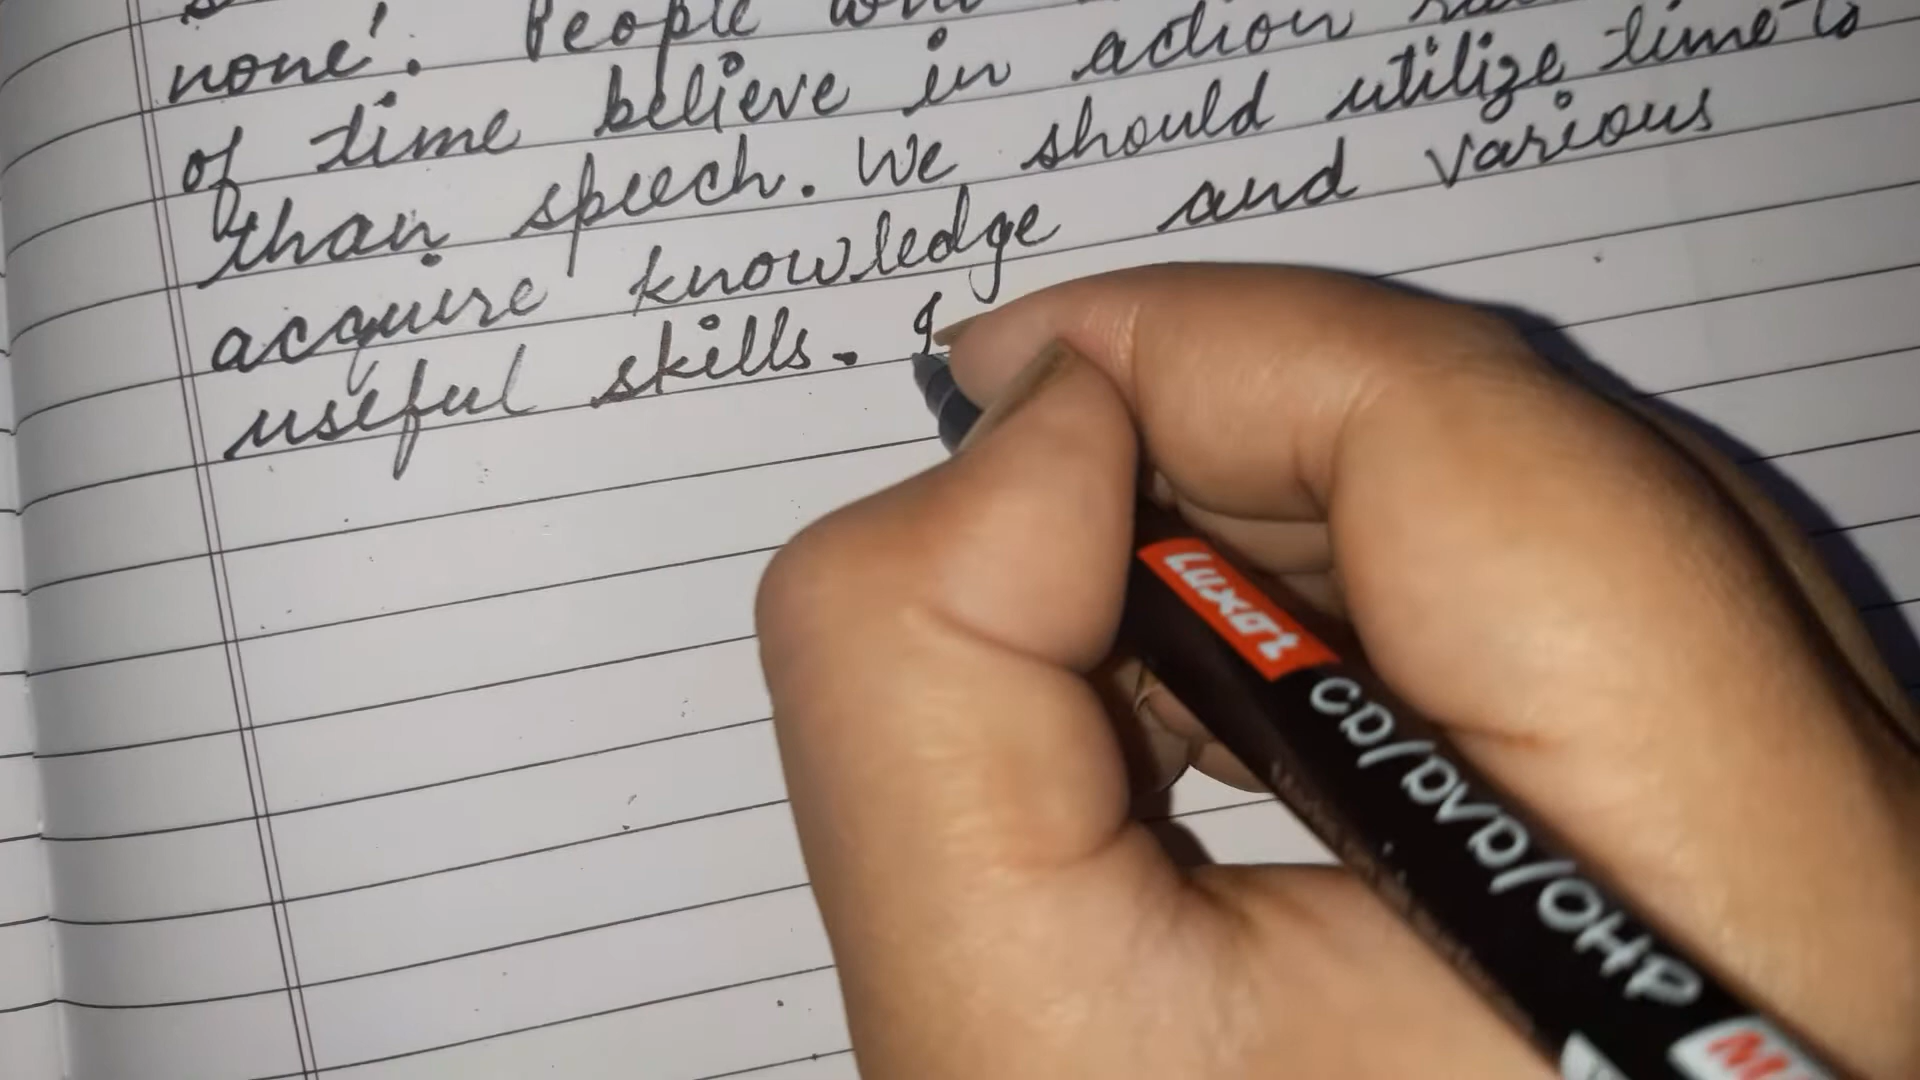 none'. People
of time believe in action
than speech. We should utilize time to
acquire knowledge and various
useful skills. I
Luxor
CD/DVD/OHP
M